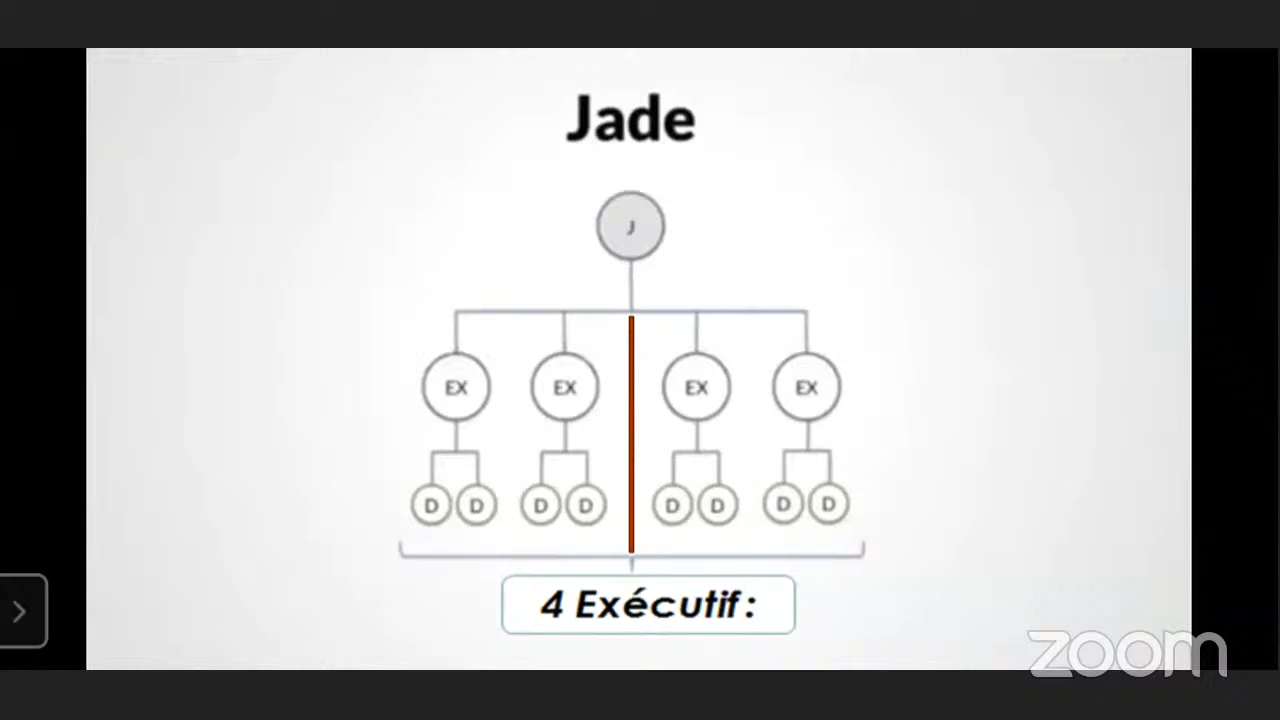 Jade
J
EX EX EX EX
D D D D D D D D
4 Exécutif :
zoom